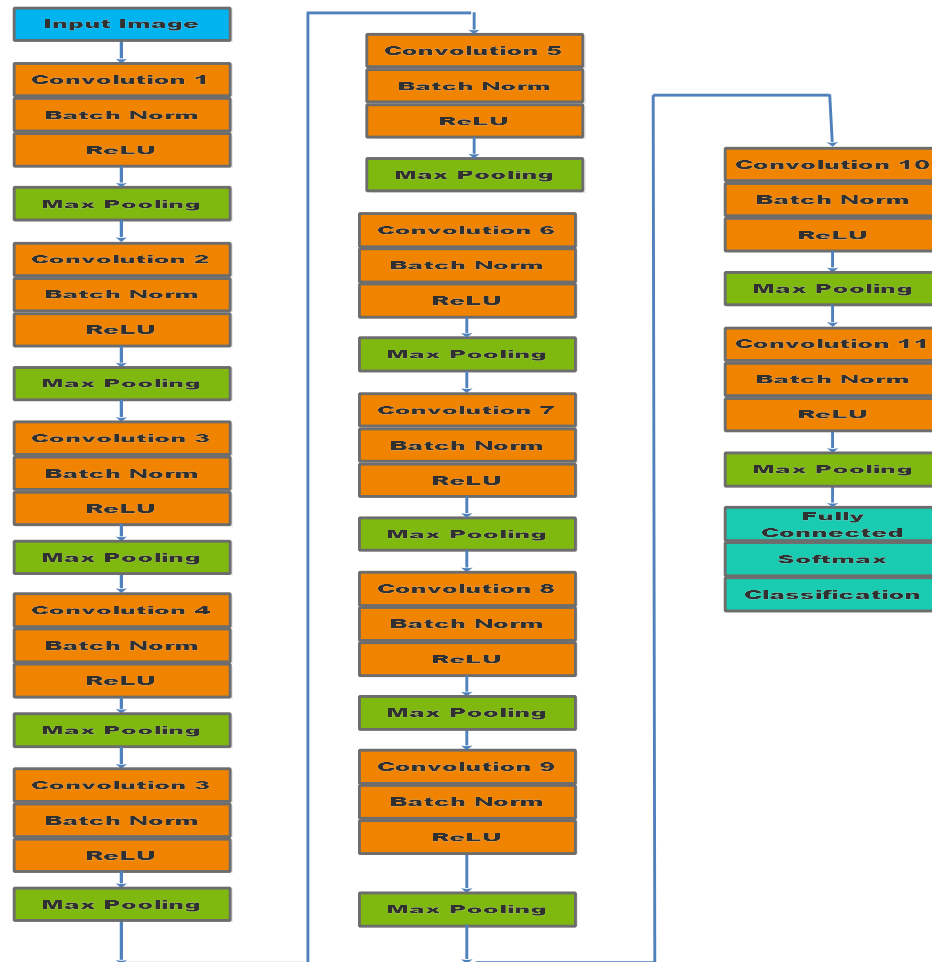 Input Image
Convolution 1
Batch Norm
ReLU
Max Pooling
Convolution 2
Batch Norm
ReLU
Max Pooling
Convolution 3
Batch Norm
ReLU
Max Pooling
Convolution 4
Batch Norm
ReLU
Max Pooling
Convolution 3
Batch Norm
ReLU
Max Pooling
Convolution 5
Batch Norm
ReLU
Max Pooling
Convolution 6
Batch Norm
ReLU
Max Pooling
Convolution 7
Batch Norm
ReLU
Max Pooling
Convolution 8
Batch Norm
ReLU
Max Pooling
Convolution 9
Batch Norm
ReLU
Max Pooling
Convolution 10
Batch Norm
ReLU
Max Pooling
Convolution 11
Batch Norm
ReLU
Max Pooling
Fully
Connected
Softmax
Classification